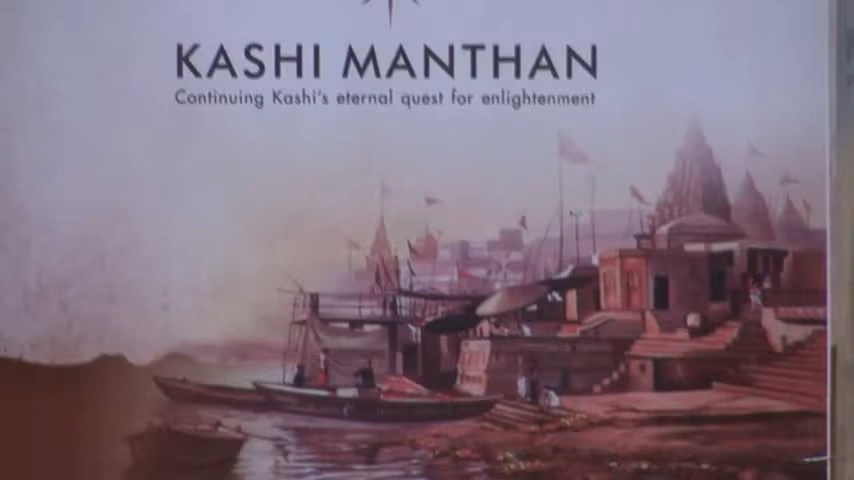 KASHI MANTHAN
Continuing Kashi's eternal quest for enlightenment